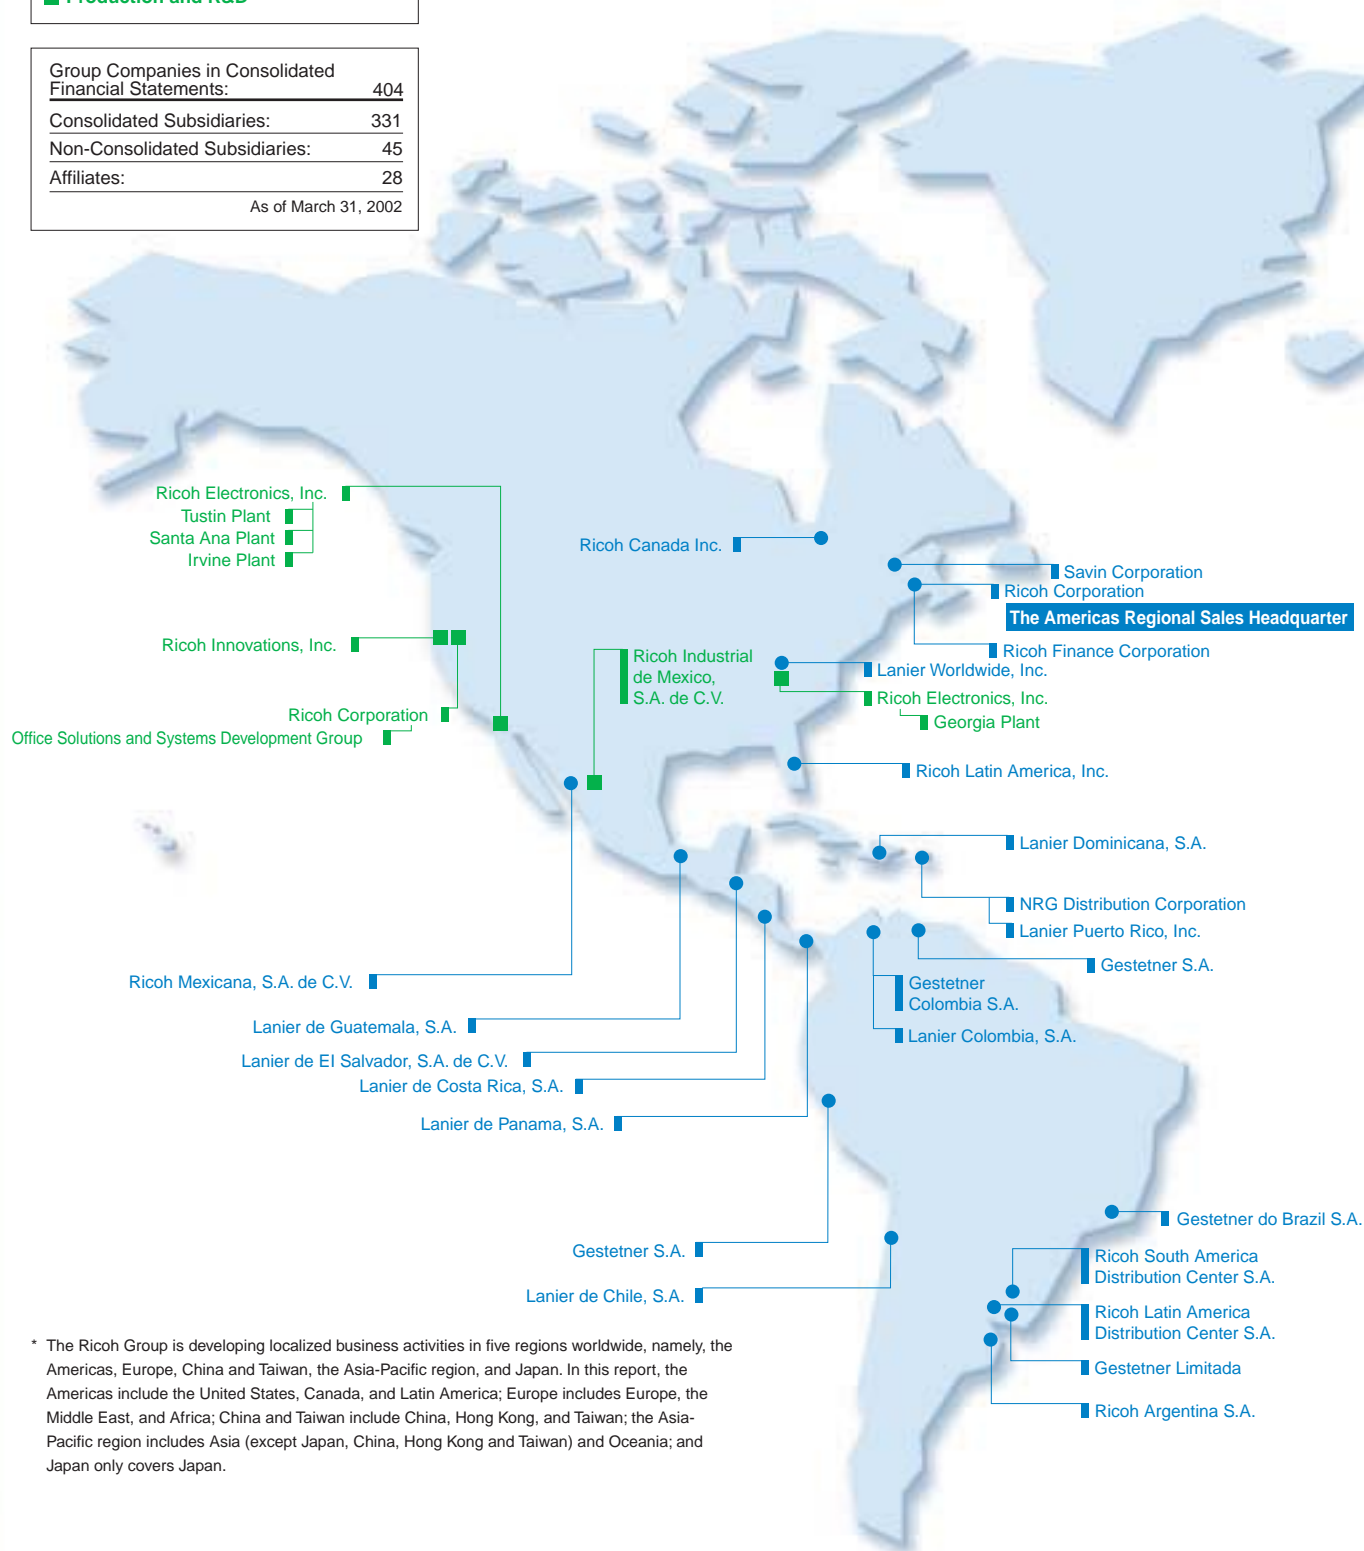 Production and R&D
Group Companies in Consolidated
Financial Statements: 404
Consolidated Subsidiaries: 331
Non-Consolidated Subsidiaries: 45
Affiliates: 28
As of March 31, 2002
Ricoh Electronics, Inc.
Tustin Plant
Santa Ana Plant
Irvine Plant
Ricoh Canada Inc.
Savin Corporation
Ricoh Corporation
The Americas Regional Sales Headquarter
Ricoh Finance Corporation
Ricoh Innovations, Inc.
Ricoh Industrial
de Mexico,
S.A. de C.V.
Lanier Worldwide, Inc.
Ricoh Electronics, Inc.
Georgia Plant
Ricoh Corporation
Office Solutions and Systems Development Group
Ricoh Latin America, Inc.
Lanier Dominicana, S.A.
NRG Distribution Corporation
Lanier Puerto Rico, Inc.
Gestetner S.A.
Ricoh Mexicana, S.A. de C.V.
Gestetner
Colombia S.A.
Lanier de Guatemala, S.A.
Lanier Colombia, S.A.
Lanier de El Salvador, S.A. de C.V.
Lanier de Costa Rica, S.A.
Lanier de Panama, S.A.
Gestetner do Brazil S.A.
Gestetner S.A.
Ricoh South America
Distribution Center S.A.
Lanier de Chile, S.A.
Ricoh Latin America
Distribution Center S.A.
Gestetner Limitada
Ricoh Argentina S.A.
* The Ricoh Group is developing localized business activities in five regions worldwide, namely, the
Americas, Europe, China and Taiwan, the Asia-Pacific region, and Japan. In this report, the
Americas include the United States, Canada, and Latin America; Europe includes Europe, the
Middle East, and Africa; China and Taiwan include China, Hong Kong, and Taiwan; the Asia-
Pacific region includes Asia (except Japan, China, Hong Kong and Taiwan) and Oceania; and
Japan only covers Japan.